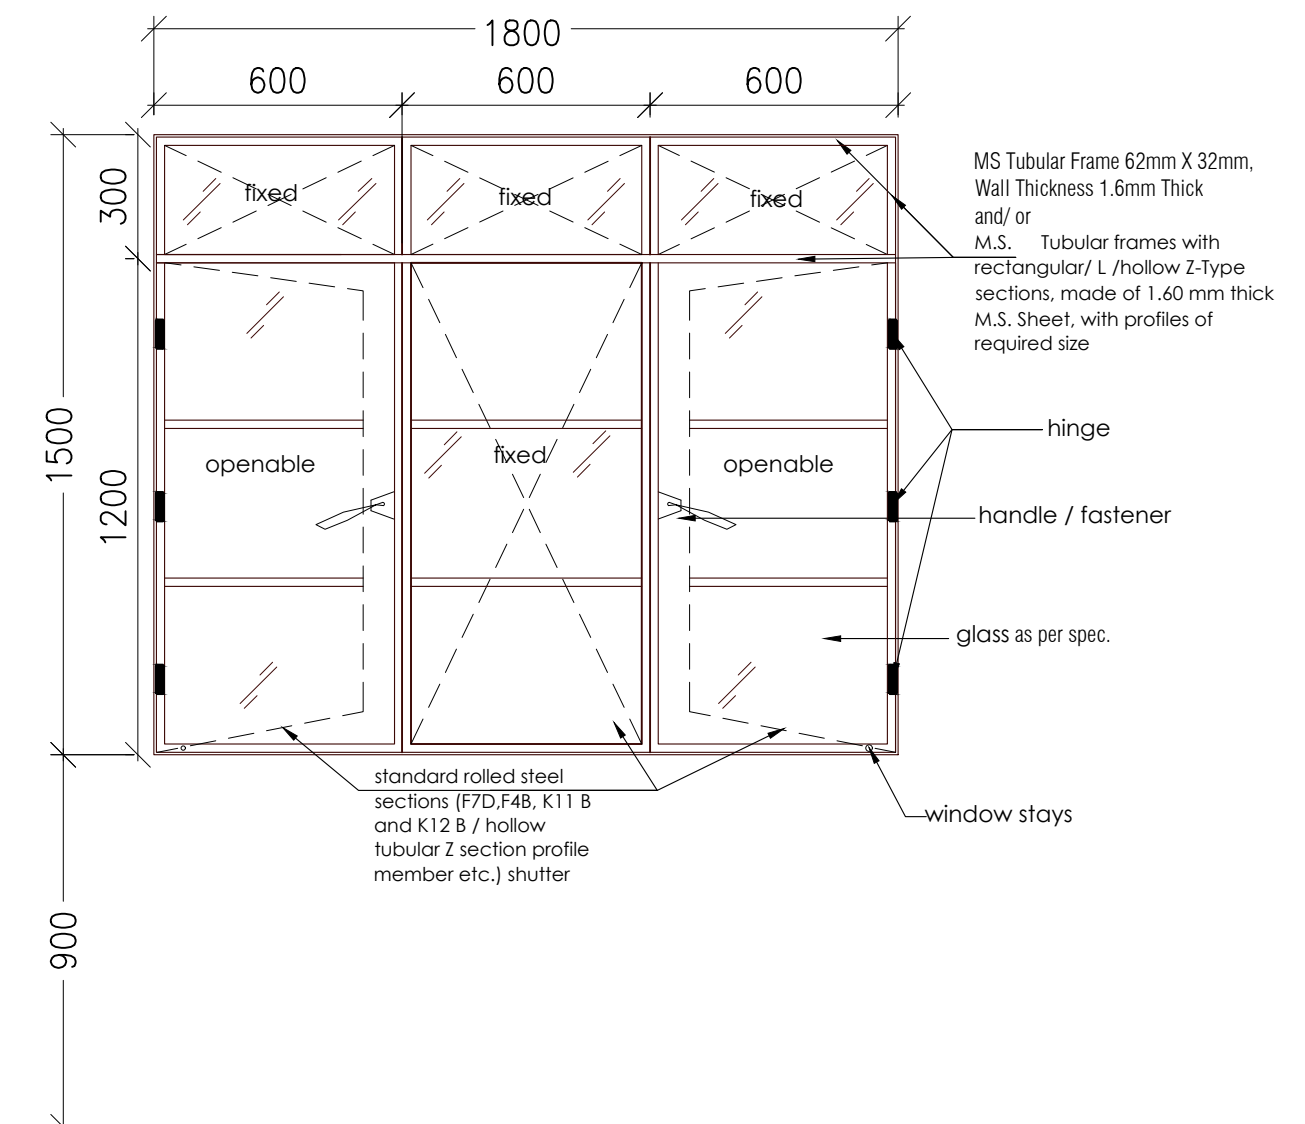 1800
600
600
600
300
1500
1200
900
fixed
fixed
fixed
openable
fixed
openable
MS Tubular Frame 62mm X 32mm,
Wall Thickness 1.6mm Thick
and/ or
M.S. Tubular frames with
rectangular/ L /hollow Z-Type
sections, made of 1.60 mm thick
M.S. Sheet, with profiles of
required size
hinge
handle / fastener
glass as per spec.
window stays
standard rolled steel
sections (F7D,F4B, K11 B
and K12 B / hollow
tubular Z section profile
member etc.) shutter